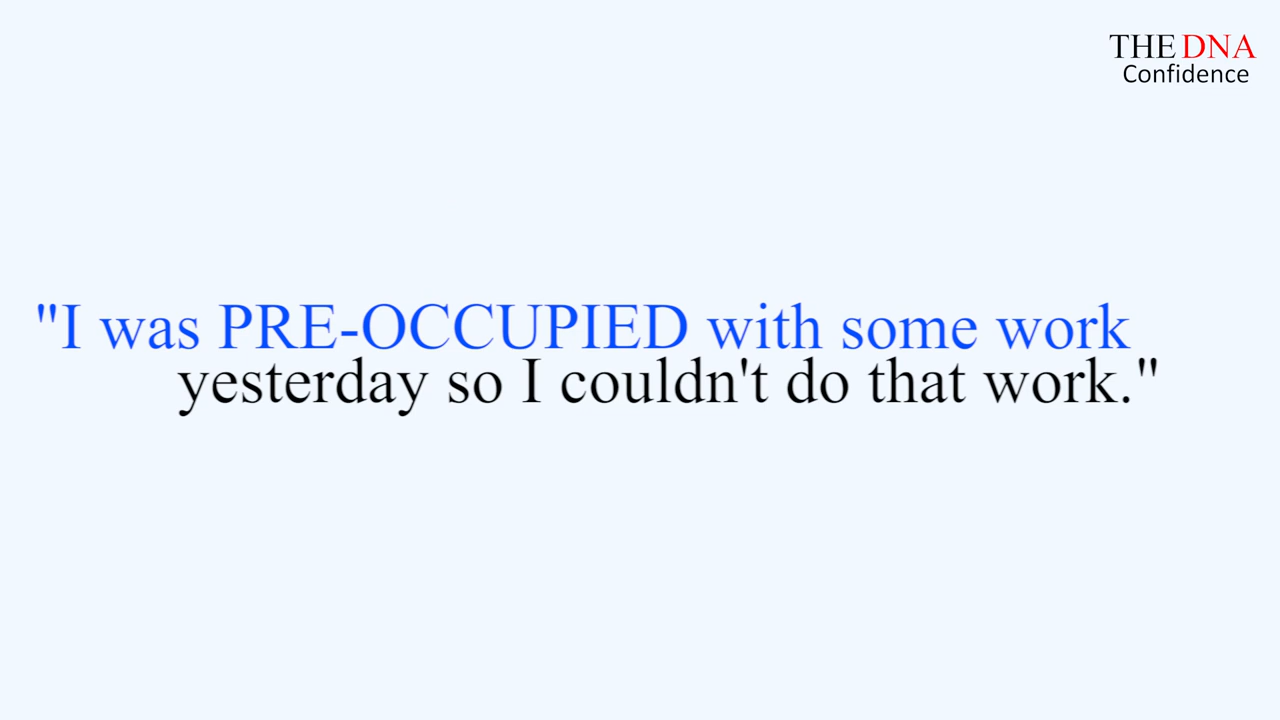 THE DNA
Confidence
"I was PRE-OCCUPIED with some work
yesterday so I couldn't do that work."